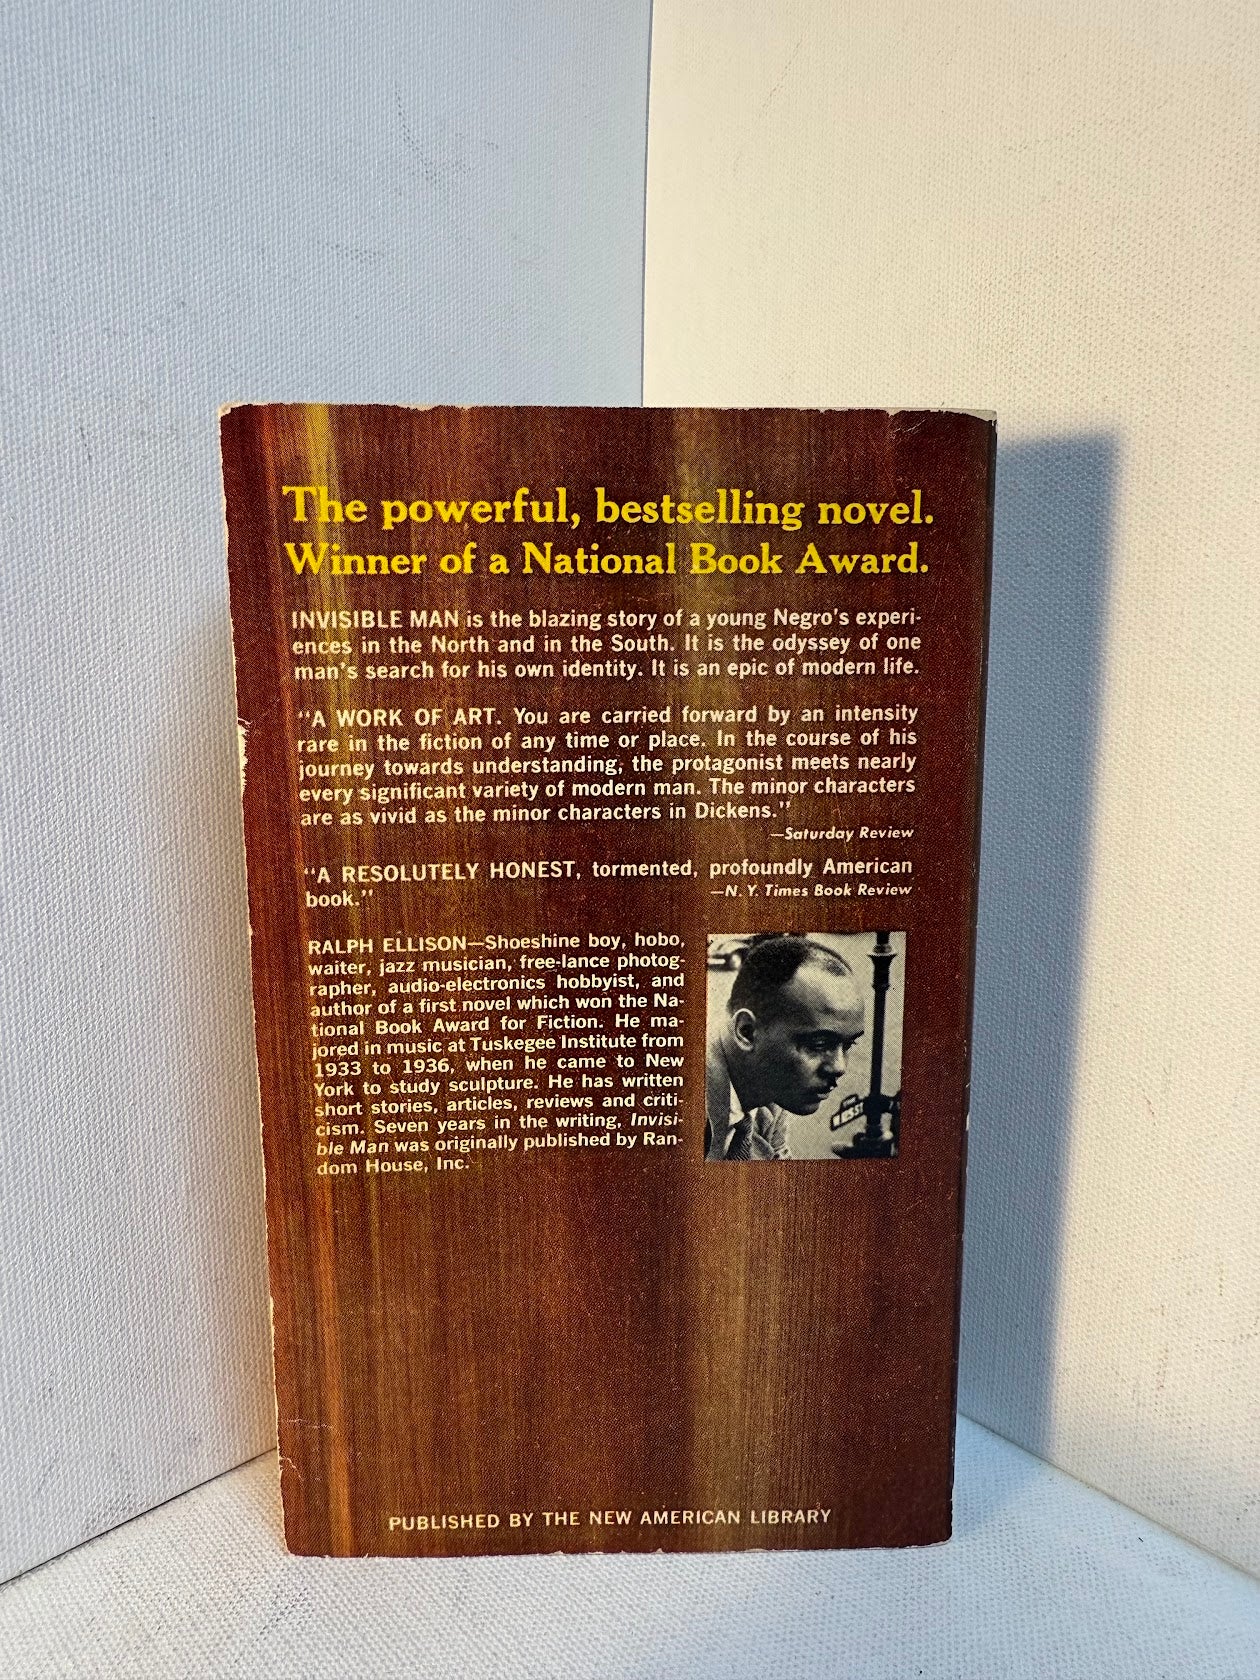 The powerful, bestselling novel.
Winner of a National Book Award.
INVISIBLE MAN is the blazing story of a young Negro's experi-
ences in the North and in the South. It is the odyssey of one
man's search for his own identity. It is an epic of modern life.
"A WORK OF ART. You are carried forward by an intensity
rare in the fiction of any time or place. In the course of his
journey towards understanding, the protagonist meets nearly
every significant variety of modern man. The minor characters
are as vivid as the minor characters in Dickens."
—Saturday Review
"A RESOLUTELY HONEST, tormented, profoundly American
book."
—N. Y. Times Book Review
RALPH ELLISON—Shoeshine boy, hobo,
waiter, jazz musician, free-lance photog-
rapher, audio-electronics hobbyist, and
author of a first novel which won the Na-
tional Book Award for Fiction. He ma-
jored in music at Tuskegee Institute from
1933 to 1936, when he came to New
York to study sculpture. He has written
short stories, articles, reviews and criti-
cism. Seven years in the writing, Invisi-
ble Man was originally published by Ran-
dom House, Inc.
PUBLISHED BY THE NEW AMERICAN LIBRARY